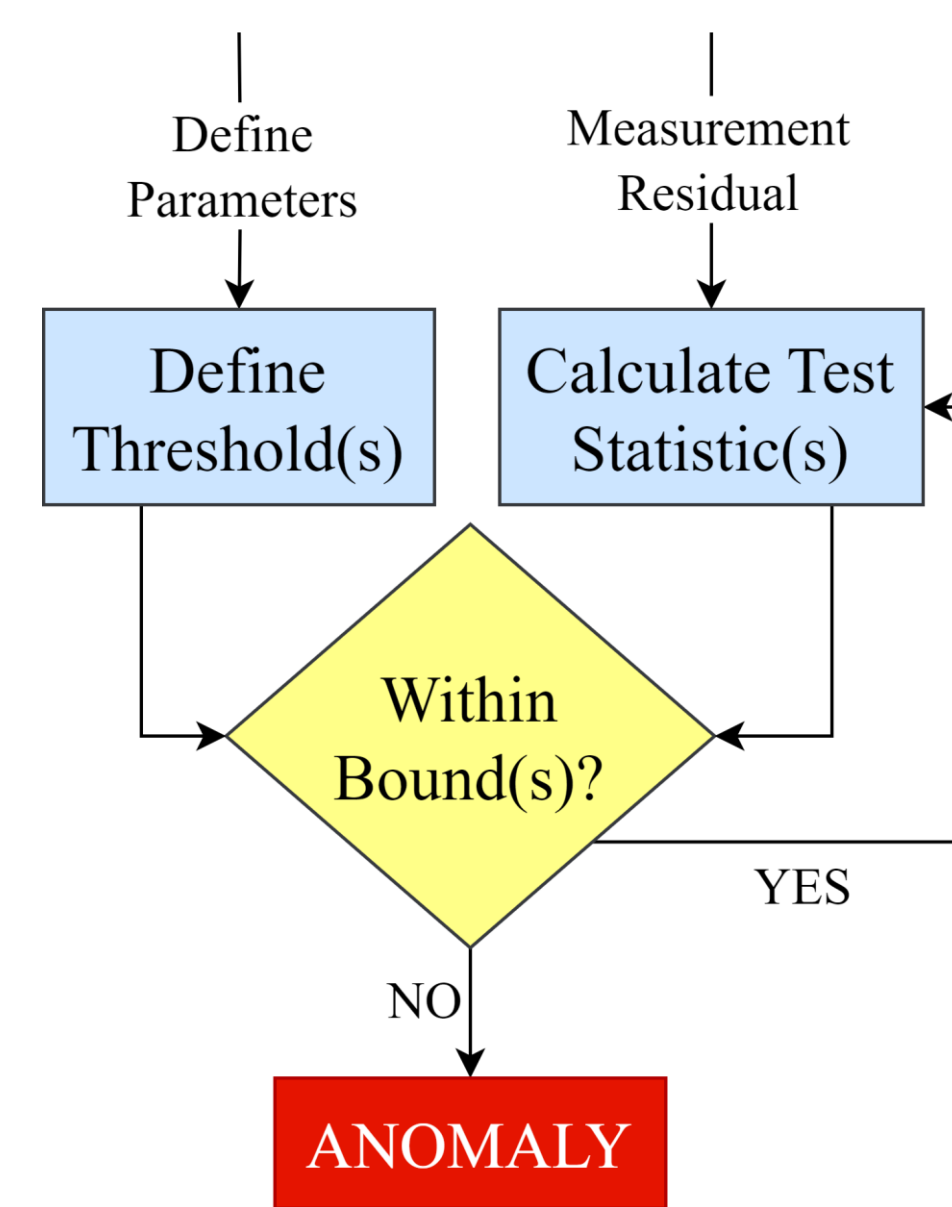 Define
Parameters
Measurement
Residual
Define
Threshold(s)
Calculate Test
Statistic(s)
Within
Bound(s)?
YES
NO
ANOMALY